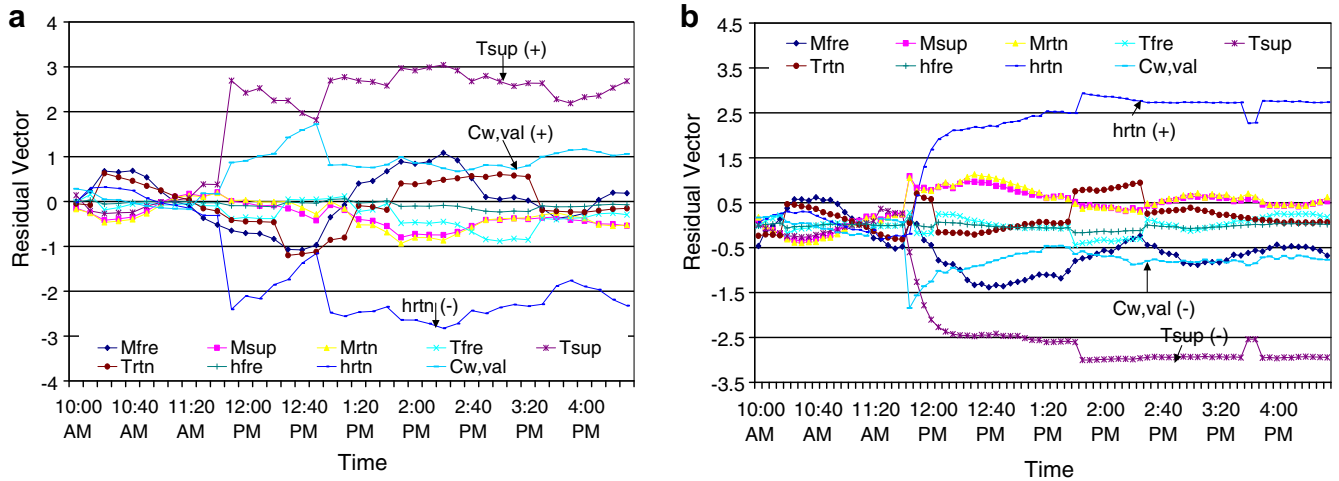 a
Residual Vector
4
3
2
1
0
-1
-2
-3
-4
Tsup (+)
Cw,val (+)
hrtn (-)
Mfre Msup Mrtn Tfre Tsup
Trtn hfre hrtn Cw,val
10:00 10:40 11:20 12:00 12:40 1:20 2:00 2:40 3:20 4:00
AM AM AM PM PM PM PM PM PM PM
Time
b
Residual Vector
4.5
3.5
2.5
1.5
0.5
-0.5
-1.5
-2.5
-3.5
Mfre Msup Mrtn Tfre Tsup
Trtn hfre hrtn Cw,val
hrtn (+)
Cw,val (-)
Tsup (-)
10:00 10:40 11:20 12:00 12:40 1:20 2:00 2:40 3:20 4:00
AM AM AM PM PM PM PM PM PM PM
Time